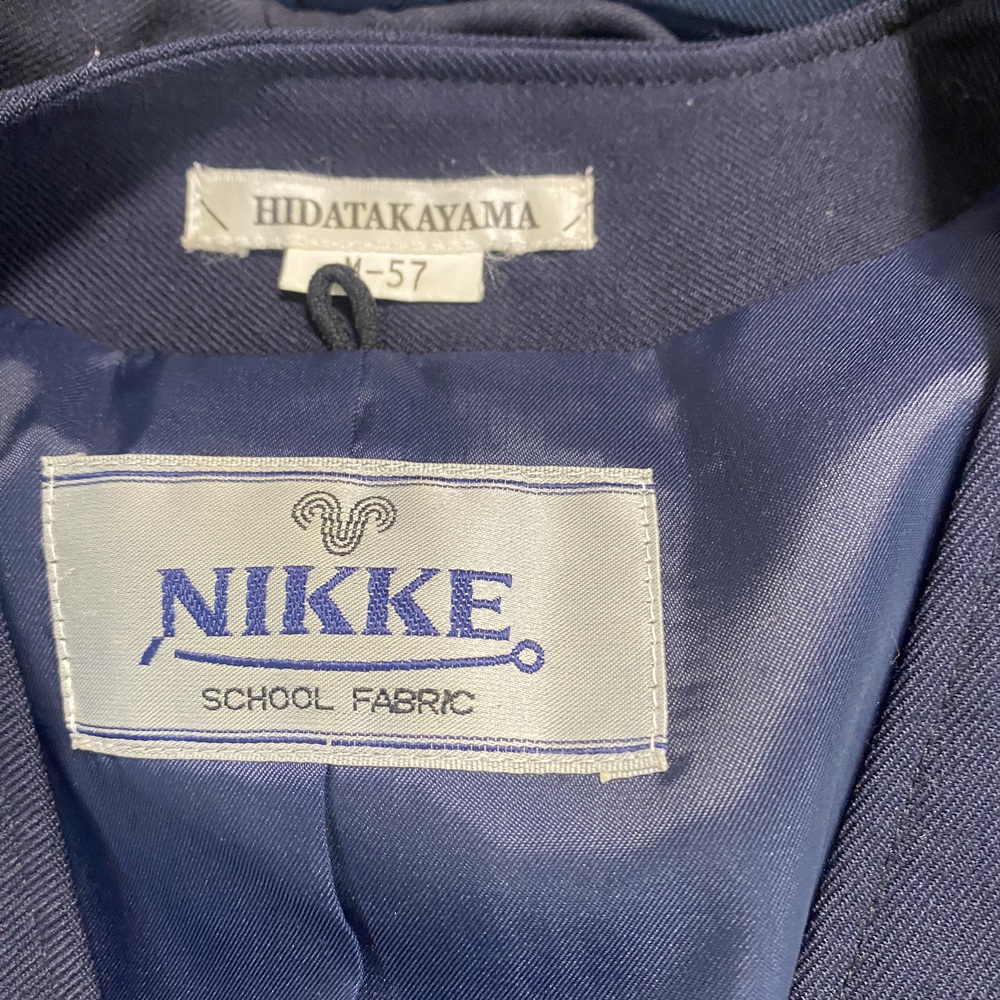 HIDATAKAYAMA
M-57
NIKKE
SCHOOL FABRIC